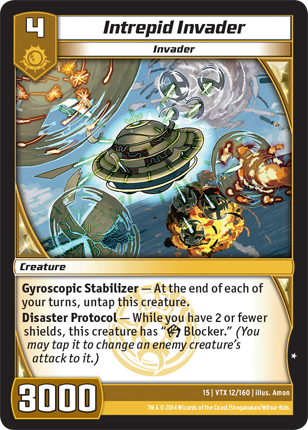 4
Intrepid Invader
Invader
Creature
Gyroscopic Stabilizer — At the end of each of
your turns, untap this creature.
Disaster Protocol — While you have 2 or fewer
shields, this creature has “ Blocker.” (You
may tap it to change an enemy creature’s
attack to it.)
3000
15 | VTX 12/160 | illus. Amon
TM & © 2014 Wizards of the Coast/Shogakukan/Mitsui-Kids.